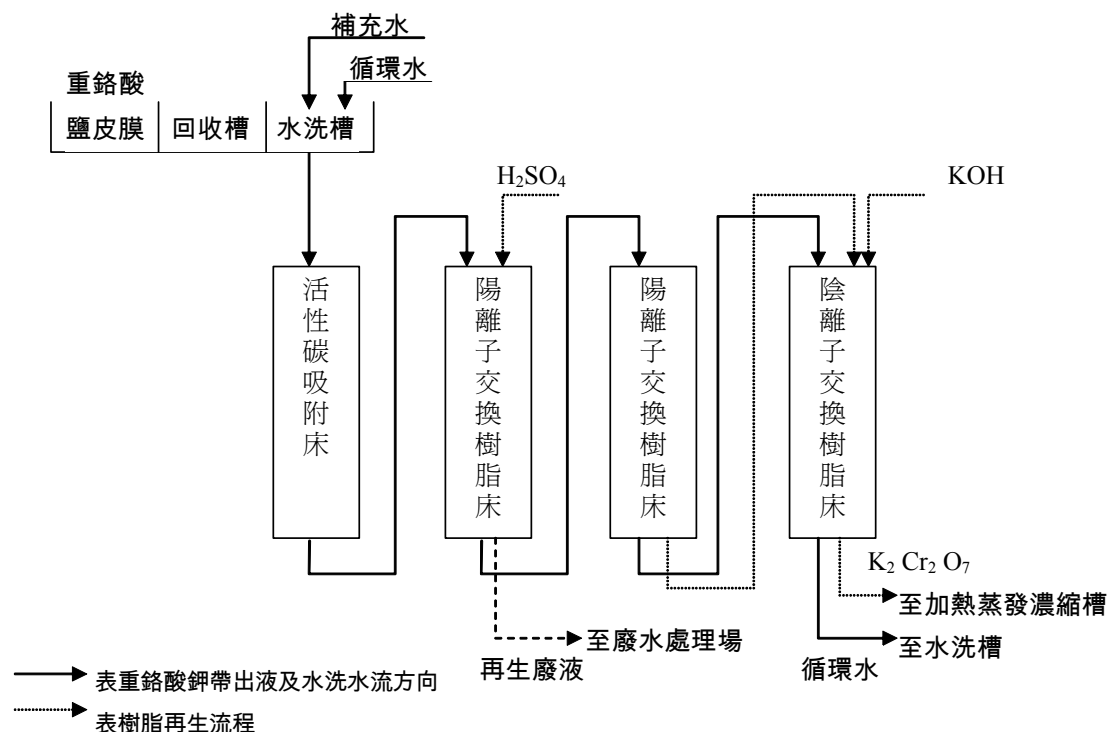 補充水
循環水
重鉻酸
鹽皮膜
回收槽
水洗槽
H₂SO₄
KOH
活性碳吸附床
陽離子交換樹脂床
陽離子交換樹脂床
陰離子交換樹脂床
K₂ Cr₂ O₇
至加熱蒸發濃縮槽
至廢水處理場
至水洗槽
再生廢液
循環水
表重鉻酸鉀帶出液及水洗水流方向
表樹脂再生流程